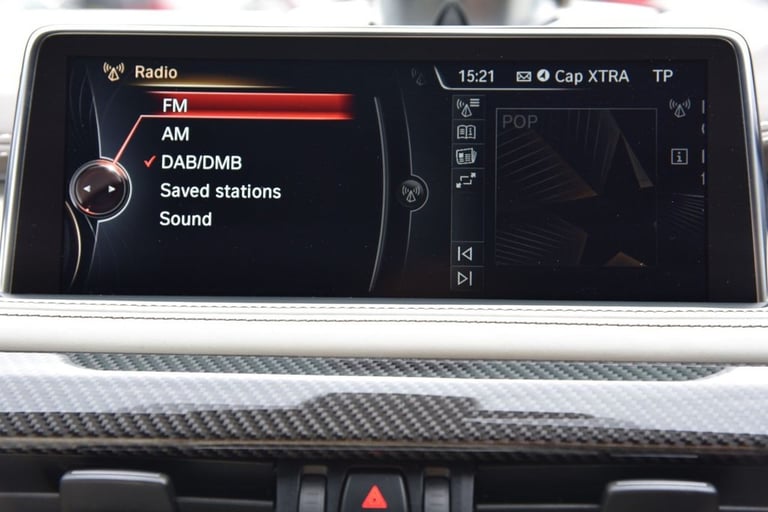 Radio
15:21 Cap XTRA TP
FM
AM
DAB/DMB
Saved stations
Sound
POP